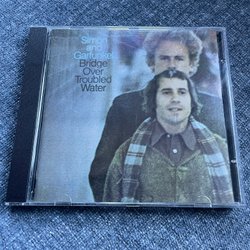 Simon
and
Garfunkel
Bridge
Over
Troubled
Water